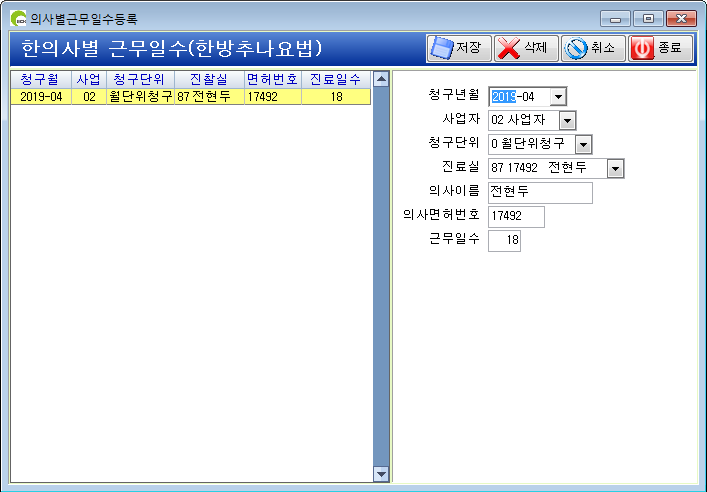 의사별근무일수등록
한의사별 근무일수(한방추나요법)
저장 삭제 취소 종료
청구월 사업 청구단위 진찰실 면허번호 진료일수
2019-04 02 월단위청구 87 전현두 17492 18
청구년월 2019-04
사업자 02 사업자
청구단위 0 월단위청구
진료실 87 17492 전현두
의사이름 전현두
의사면허번호 17492
근무일수 18